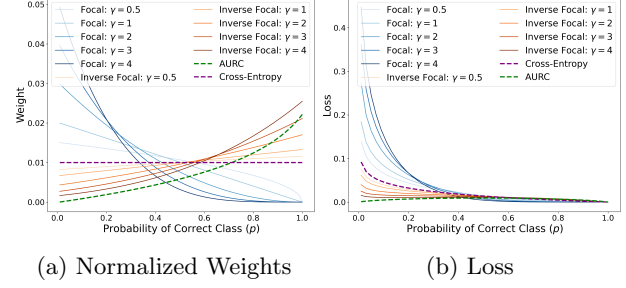 0.05
0.04
0.03
0.02
0.01
0.00
Weight
Focal: γ = 0.5
Focal: γ = 1
Focal: γ = 2
Focal: γ = 3
Focal: γ = 4
Inverse Focal: γ = 0.5
Inverse Focal: γ = 1
Inverse Focal: γ = 2
Inverse Focal: γ = 3
Inverse Focal: γ = 4
AURC
Cross-Entropy
0.0 0.2 0.4 0.6 0.8 1.0
Probability of Correct Class (p)
(a) Normalized Weights
0.4
0.3
0.2
0.1
0.0
Loss
Focal: γ = 0.5
Focal: γ = 1
Focal: γ = 2
Focal: γ = 3
Focal: γ = 4
Inverse Focal: γ = 0.5
Inverse Focal: γ = 1
Inverse Focal: γ = 2
Inverse Focal: γ = 3
Inverse Focal: γ = 4
Cross-Entropy
AURC
0.0 0.2 0.4 0.6 0.8 1.0
Probability of Correct Class (p)
(b) Loss